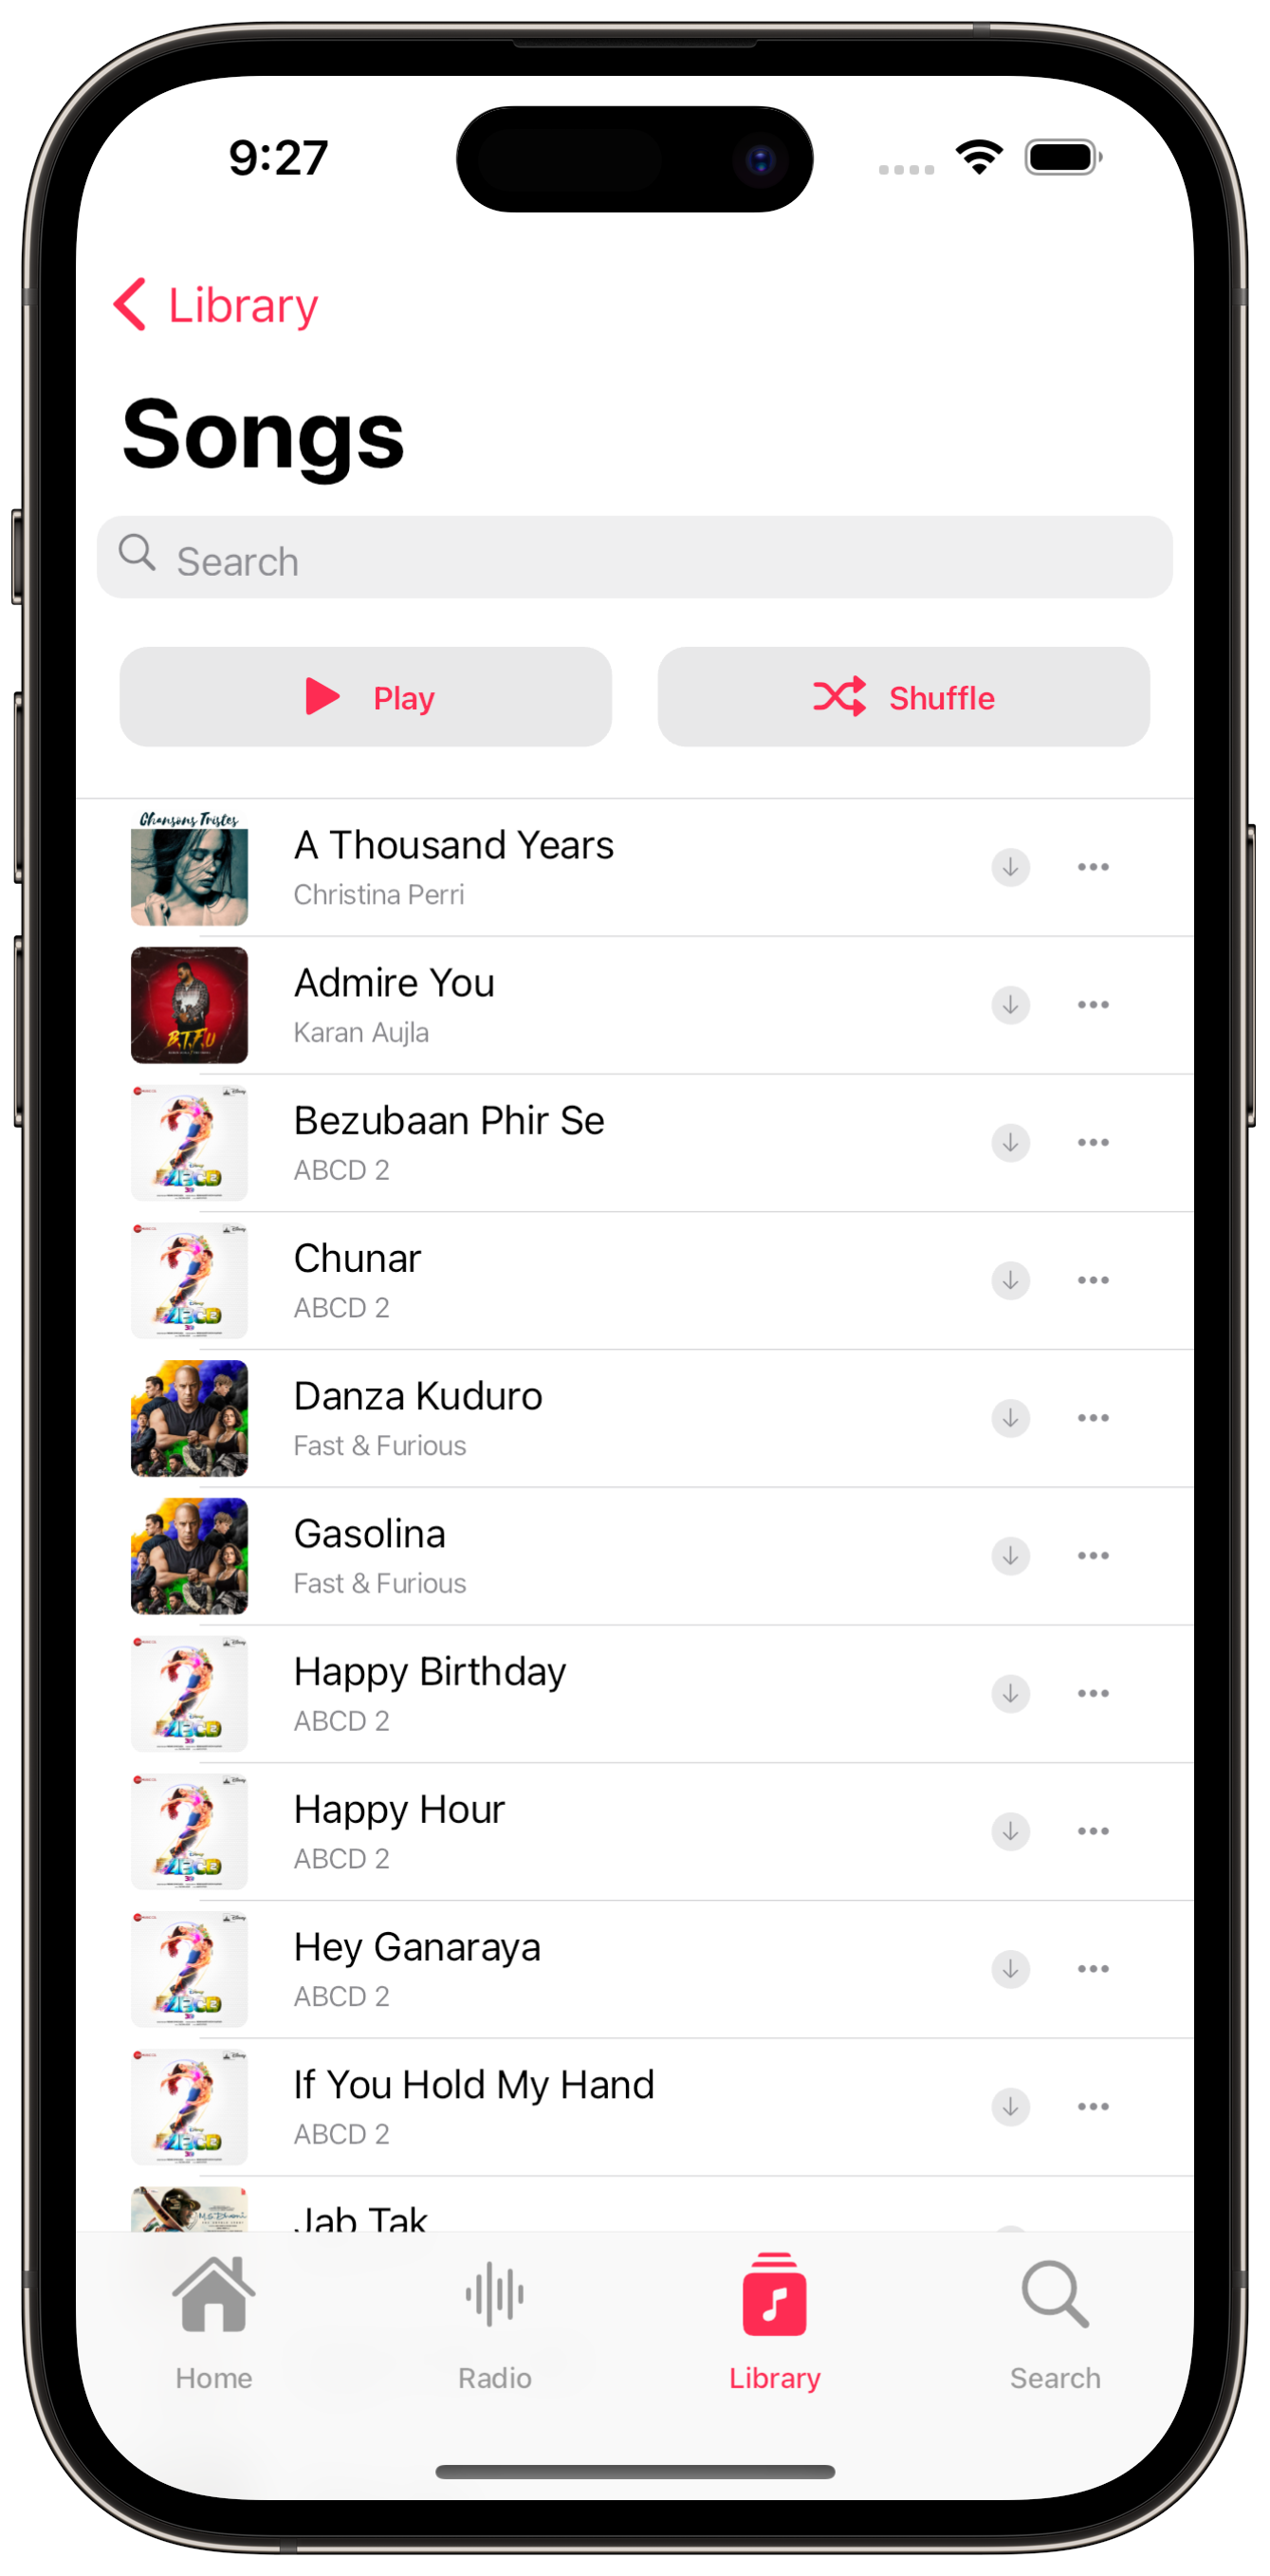 9:27
Library
Songs
Search
Play
Shuffle
Chansons Tristes
A Thousand Years
Christina Perri
B.T.F.U
Admire You
Karan Aujla
Bezubaan Phir Se
ABCD 2
Chunar
ABCD 2
Danza Kuduro
Fast & Furious
Gasolina
Fast & Furious
Happy Birthday
ABCD 2
Happy Hour
ABCD 2
Hey Ganaraya
ABCD 2
If You Hold My Hand
ABCD 2
Jab Tak
Home
Radio
Library
Search